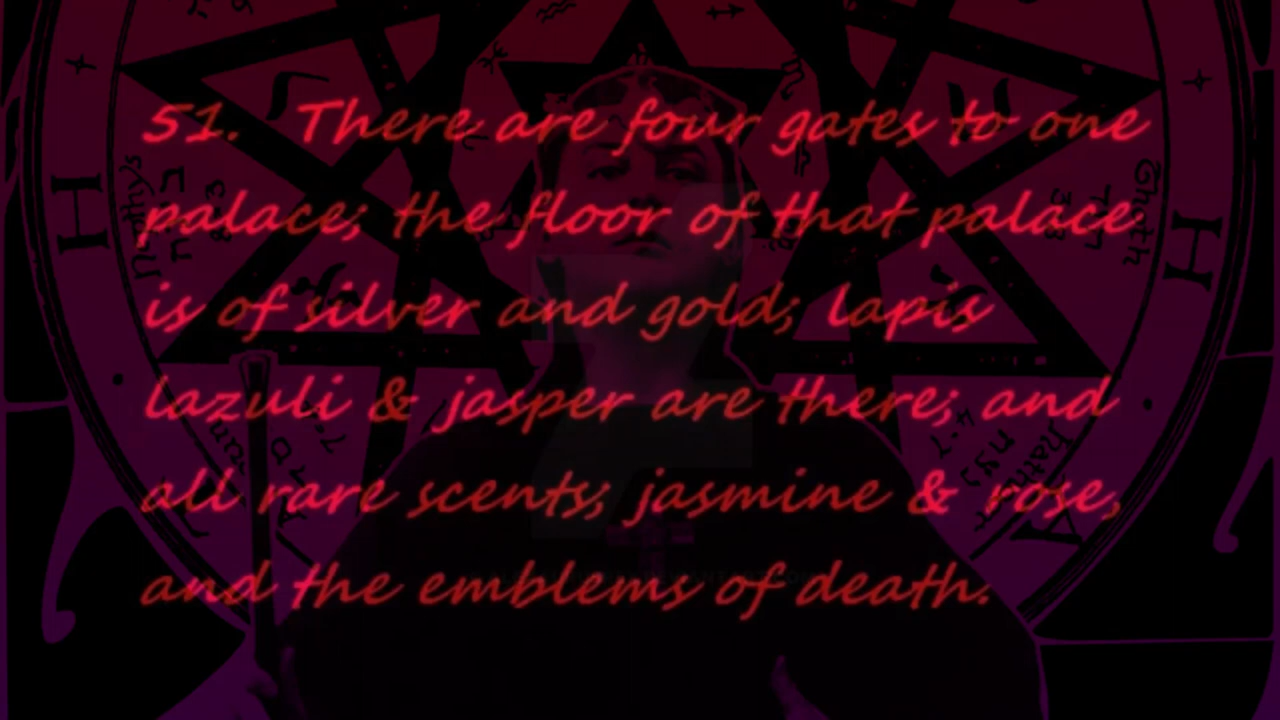 51. There are four gates to one
palace; the floor of that palace
is of silver and gold; lapis
lazuli & jasper are there; and
all rare scents; jasmine & rose,
and the emblems of death.